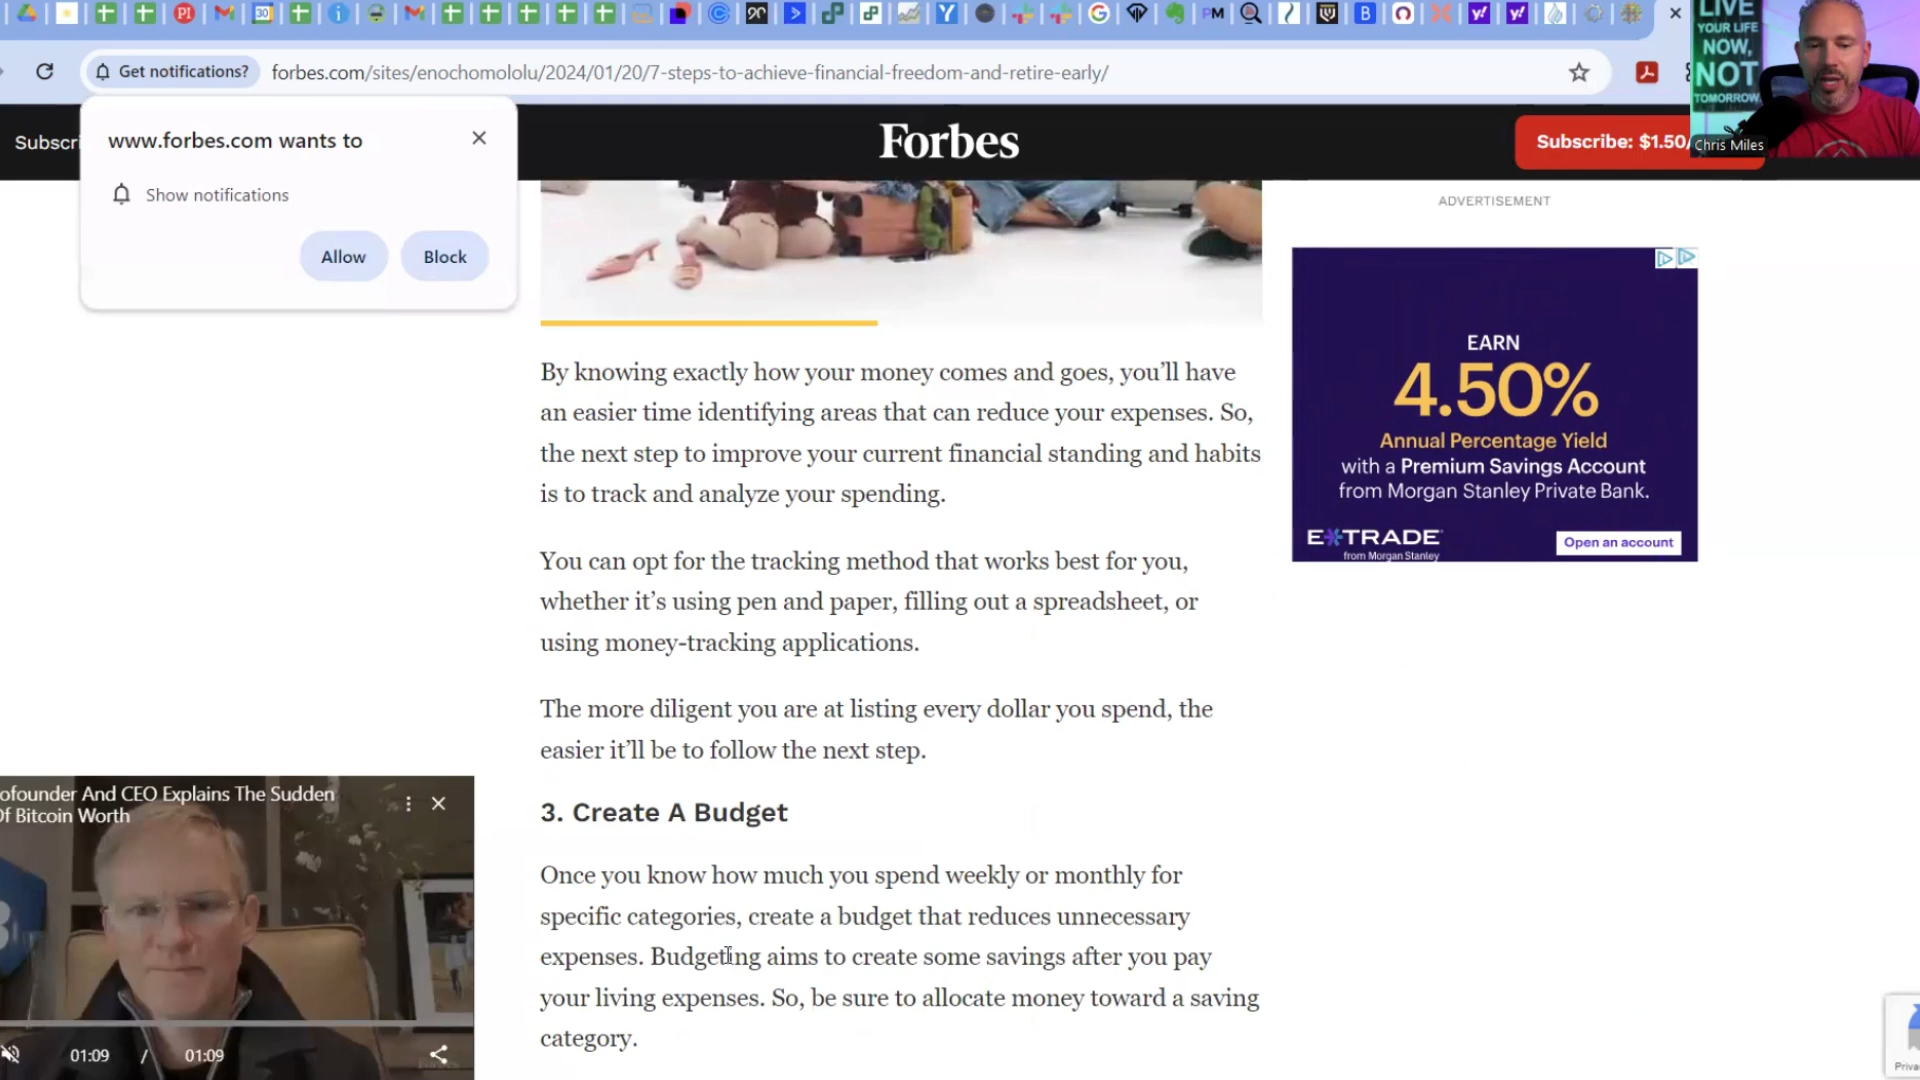 LIVE
YOUR LIFE
NOW,
NOT
TOMORROW
Chris Miles
Get notifications?
forbes.com/sites/enochomololu/2024/01/20/7-steps-to-achieve-financial-freedom-and-retire-early/
www.forbes.com wants to
Show notifications
Allow
Block
Subscri
Forbes
Subscribe: $1.50/
ADVERTISEMENT
EARN
4.50%
Annual Percentage Yield
with a Premium Savings Account
from Morgan Stanley Private Bank.
E*TRADE
from Morgan Stanley
Open an account
By knowing exactly how your money comes and goes, you’ll have
an easier time identifying areas that can reduce your expenses. So,
the next step to improve your current financial standing and habits
is to track and analyze your spending.
You can opt for the tracking method that works best for you,
whether it’s using pen and paper, filling out a spreadsheet, or
using money-tracking applications.
The more diligent you are at listing every dollar you spend, the
easier it’ll be to follow the next step.
3. Create A Budget
Once you know how much you spend weekly or monthly for
specific categories, create a budget that reduces unnecessary
expenses. Budgeting aims to create some savings after you pay
your living expenses. So, be sure to allocate money toward a saving
category.
ofounder And CEO Explains The Sudden
Of Bitcoin Worth
01:09 / 01:09
Priva